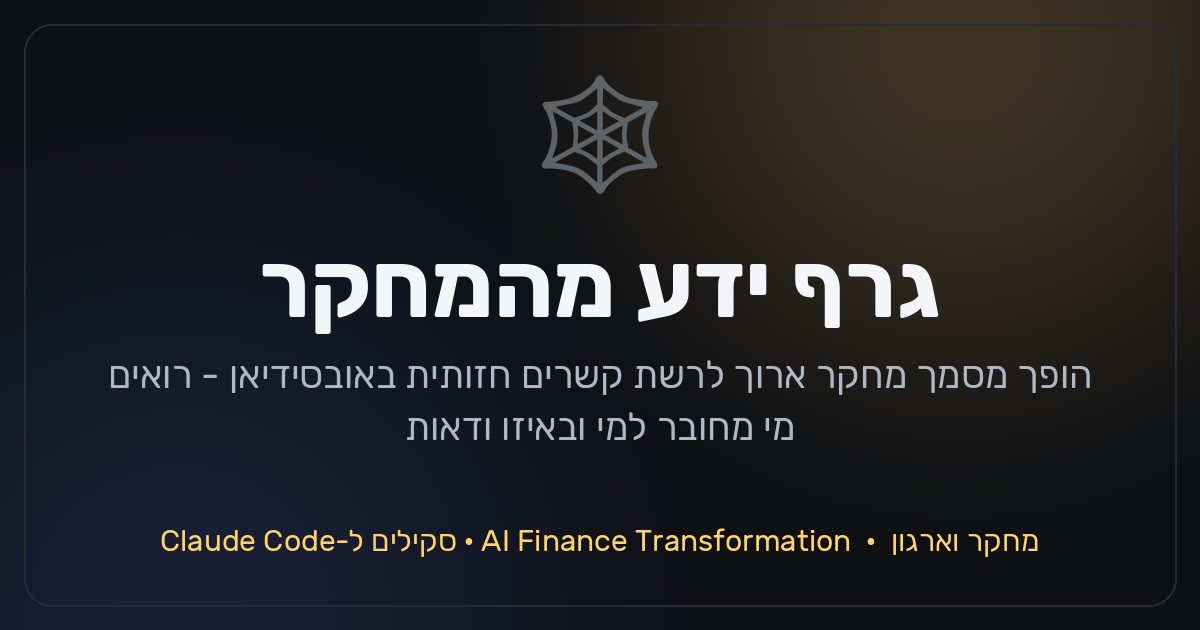 גרף ידע מהמחקר
הופך מסמך מחקר ארוך לרשת קשרים חזותית באובסידיאן - רואים
מי מחובר למי ובאיזו ודאות
מחקר וארגון • AI Finance Transformation • סקילים ל-Claude Code